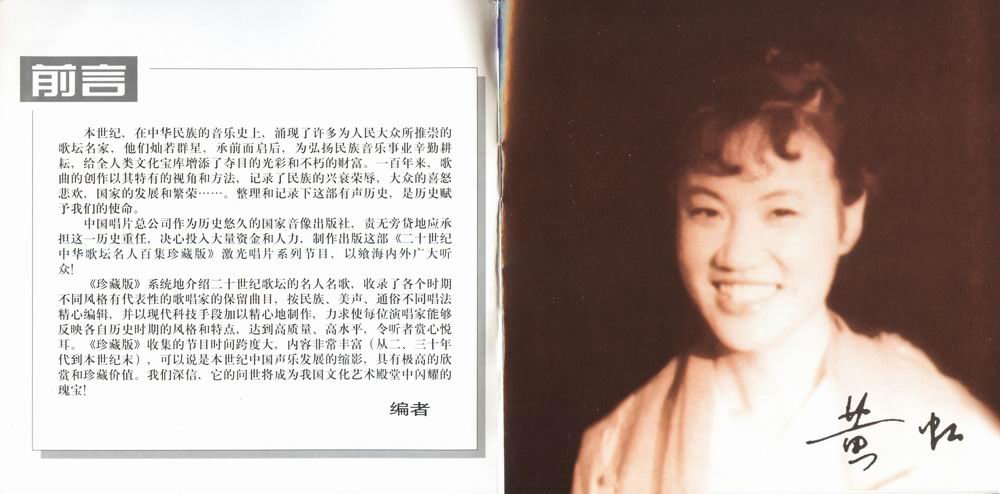 前言
本世纪，在中华民族的音乐史上，涌现了许多为人民大众所推崇的
歌坛名家，他们灿若群星，承前而启后，为弘扬民族音乐事业辛勤耕
耘，给全人类文化宝库增添了夺目的光彩和不朽的财富。一百年来，歌
曲的创作以其特有的视角和方法，记录了民族的兴衰荣辱、大众的喜怒
悲欢，国家的发展和繁荣……。整理和记录下这部有声历史，是历史赋
予我们的使命。
中国唱片总公司作为历史悠久的国家音像出版社，责无旁贷地应承
担这一历史重任，决心投入大量资金和人力，制作出版这部《二十世纪
中华歌坛名人百集珍藏版》激光唱片系列节目，以飨海内外广大听
众！
《珍藏版》系统地介绍二十世纪歌坛的名人名歌，收录了各个时期
不同风格有代表性的歌唱家的保留曲目，按民族、美声、通俗不同唱法
精心编辑，并以现代科技手段加以精心地制作，力求使每位演唱家能够
反映各自历史时期的风格和特点，达到高质量、高水平，令听者赏心悦
耳。《珍藏版》收集的节目时间跨度大，内容非常丰富（从二、三十年
代到本世纪末），可以说是本世纪中国声乐发展的缩影，具有极高的欣
赏和珍藏价值。我们深信，它的问世将成为我国文化艺术殿堂中闪耀的
瑰宝！
编者
黄虹